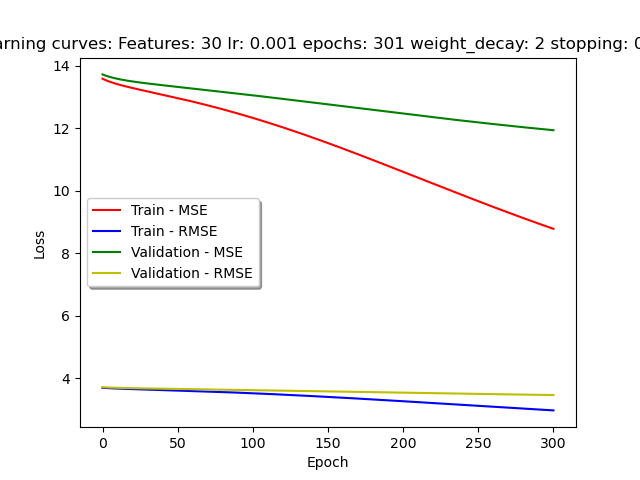 arning curves: Features: 30 lr: 0.001 epochs: 301 weight_decay: 2 stopping: 0
14
12
10
8
6
4
Loss
Train - MSE
Train - RMSE
Validation - MSE
Validation - RMSE
0 50 100 150 200 250 300
Epoch